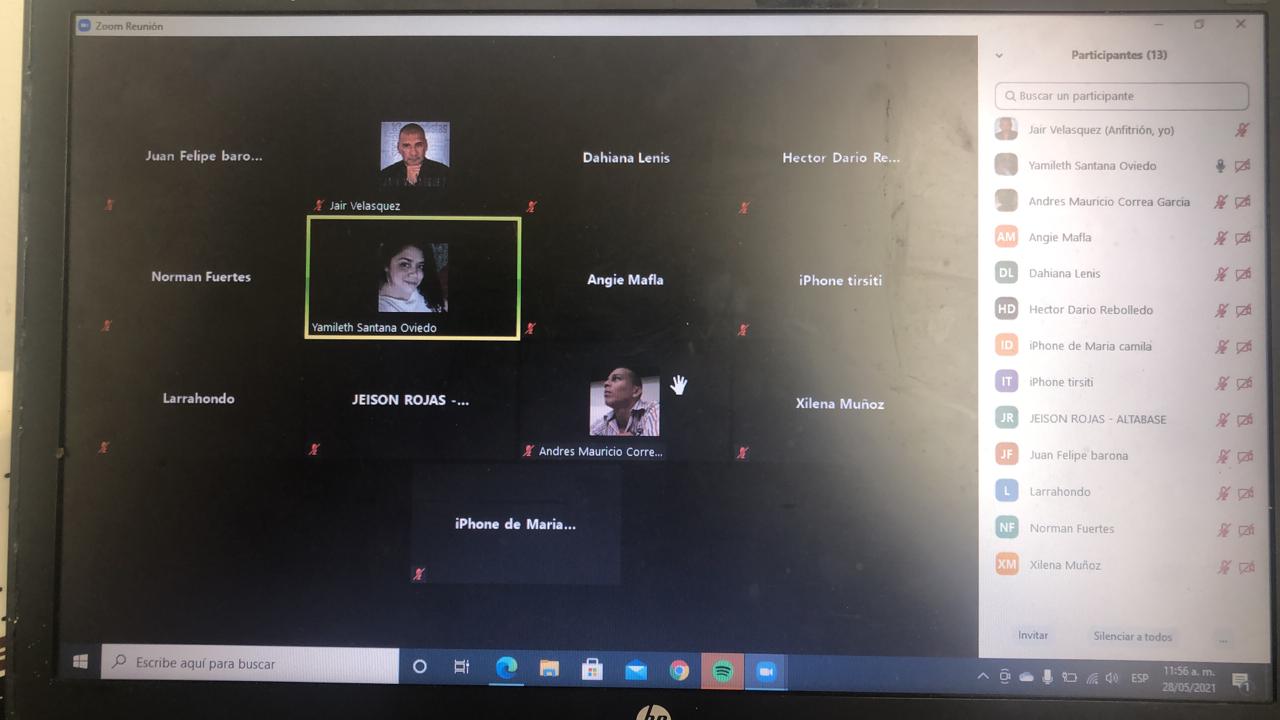 Zoom Reunión
Juan Felipe baro...
Jair Velasquez
Dahiana Lenis
Hector Dario Re...
Norman Fuertes
Yamileth Santana Oviedo
Angie Mafla
iPhone tirsiti
Larrahondo
JEISON ROJAS -...
Andres Mauricio Corre...
Xilena Muñoz
iPhone de Maria...
Participantes (13)
Buscar un participante
Jair Velasquez (Anfitrión, yo)
Yamileth Santana Oviedo
Andres Mauricio Correa Garcia
AM Angie Mafla
DL Dahiana Lenis
HD Hector Dario Rebolledo
ID iPhone de Maria camila
IT iPhone tirsiti
JR JEISON ROJAS - ALTABASE
JF Juan Felipe barona
L Larrahondo
NF Norman Fuertes
XM Xilena Muñoz
Invitar Silenciar a todos ...
Escribe aquí para buscar
ESP
11:56 a. m.
28/05/2021
1
hp